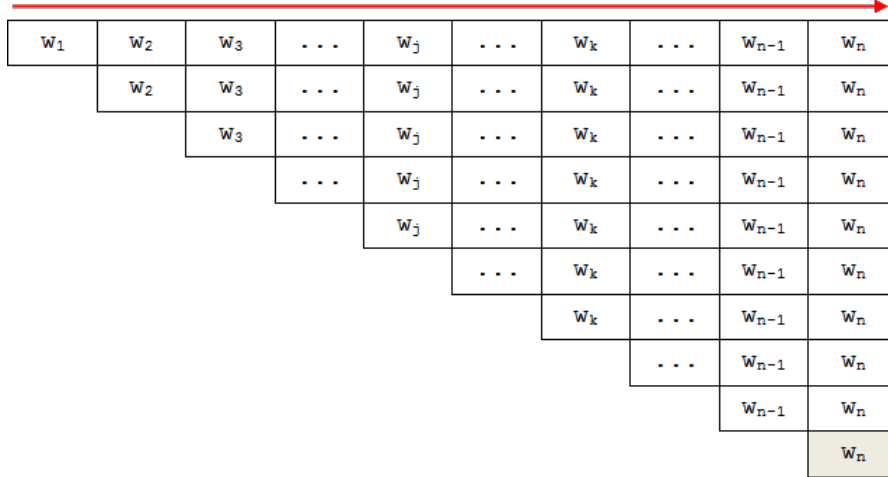 W₁ W₂ W₃ ... Wⱼ ... Wₖ ... Wₙ₋₁ Wₙ
W₂ W₃ ... Wⱼ ... Wₖ ... Wₙ₋₁ Wₙ
W₃ ... Wⱼ ... Wₖ ... Wₙ₋₁ Wₙ
... Wⱼ ... Wₖ ... Wₙ₋₁ Wₙ
Wⱼ ... Wₖ ... Wₙ₋₁ Wₙ
... Wₖ ... Wₙ₋₁ Wₙ
Wₖ ... Wₙ₋₁ Wₙ
... Wₙ₋₁ Wₙ
Wₙ₋₁ Wₙ
Wₙ